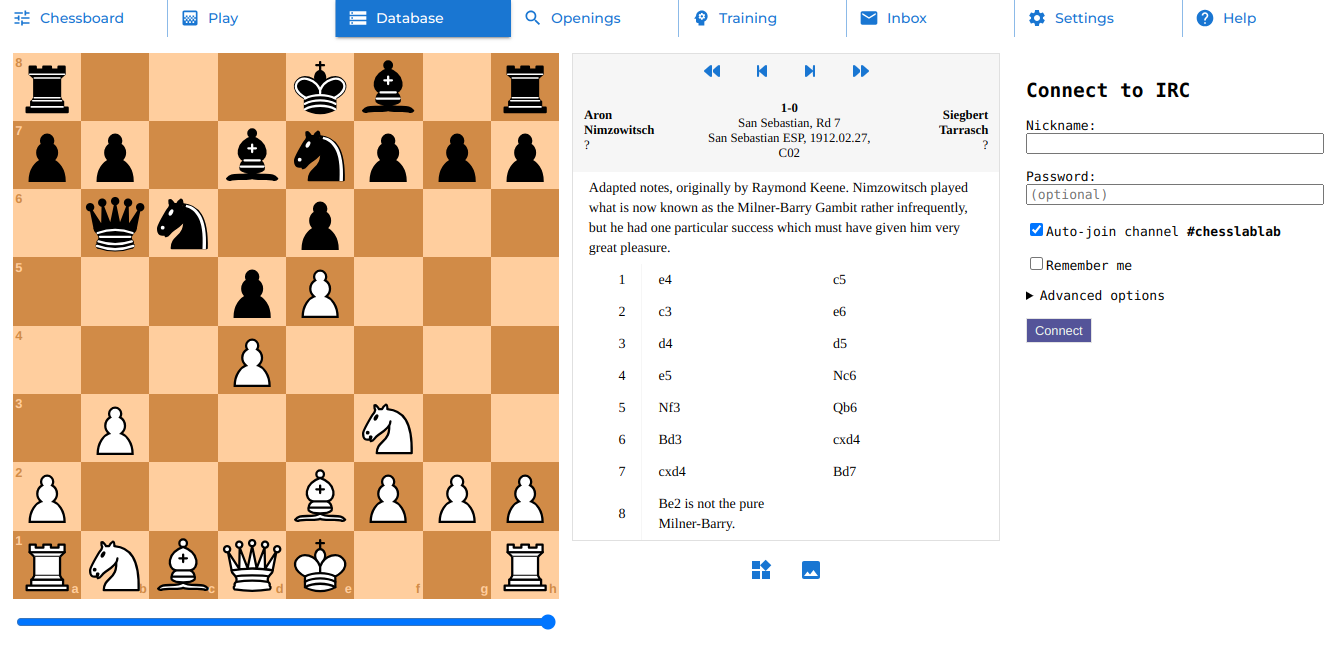 Chessboard
Play
Database
Openings
Training
Inbox
Settings
Help
8
7
6
5
4
3
2
1
a
b
c
d
e
f
g
h
Aron
Nimzowitsch
?
1-0
San Sebastian, Rd 7
San Sebastian ESP, 1912.02.27,
C02
Siegbert
Tarrasch
?
Adapted notes, originally by Raymond Keene. Nimzowitsch played
what is now known as the Milner-Barry Gambit rather infrequently,
but he had one particular success which must have given him very
great pleasure.
1 e4 c5
2 c3 e6
3 d4 d5
4 e5 Nc6
5 Nf3 Qb6
6 Bd3 cxd4
7 cxd4 Bd7
8 Be2 is not the pure
Milner-Barry.
Connect to IRC
Nickname:
Password:
(optional)
Auto-join channel #chesslablab
Remember me
Advanced options
Connect